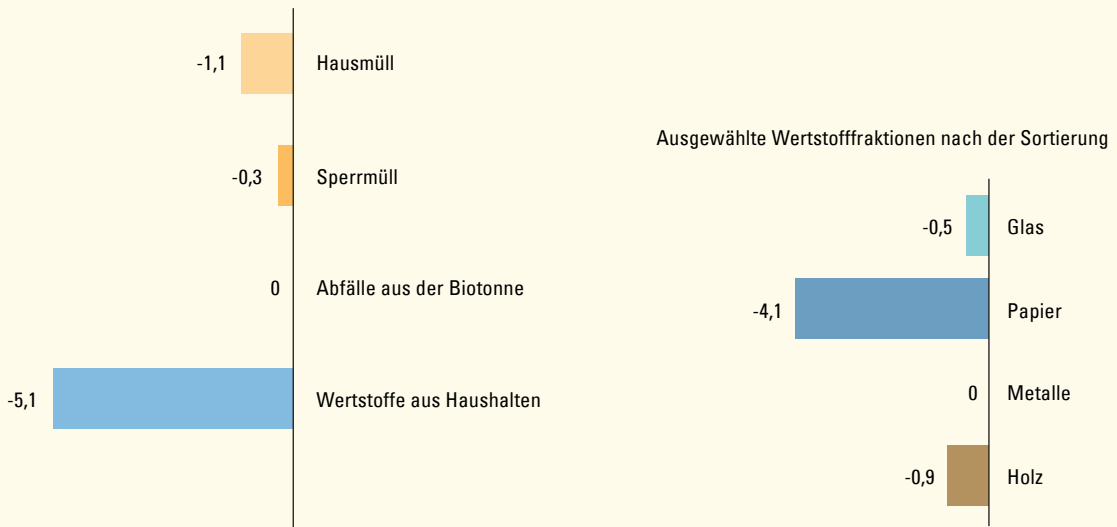 -1,1 Hausmüll
-0,3 Sperrmüll
0 Abfälle aus der Biotonne
-5,1 Wertstoffe aus Haushalten
Ausgewählte Wertstofffraktionen nach der Sortierung
-0,5 Glas
-4,1 Papier
0 Metalle
-0,9 Holz